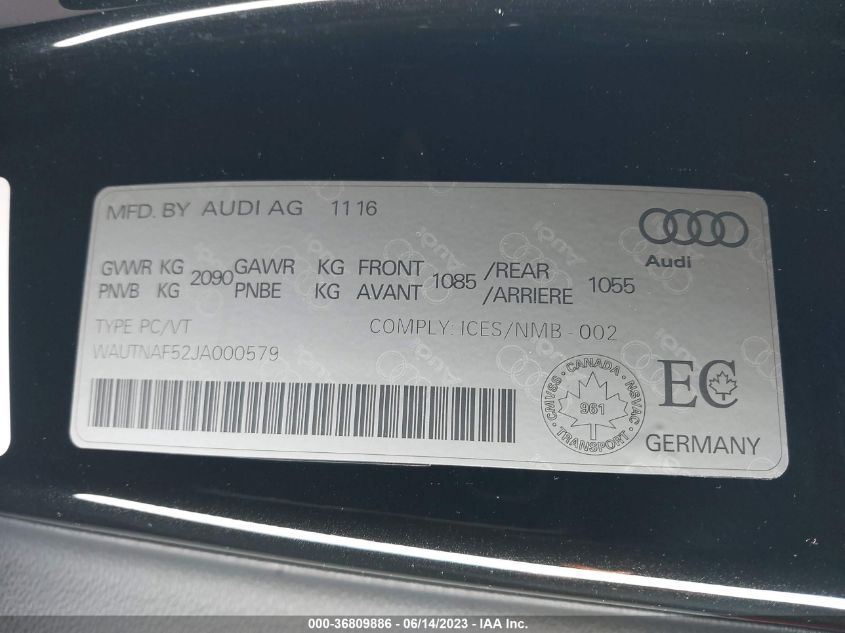 MFD. BY AUDI AG 1116
Audi
GVWR KG 2090 GAWR KG FRONT 1085 /REAR 1055
PNVB KG PNBE KG AVANT /ARRIERE
TYPE PC/VT COMPLY: ICES/NMB-002
WAUTNAF52JA000579
CANADA
CMVSS NSVAC
961
TRANSPORT
EC
GERMANY
000-36809886 - 06/14/2023 - IAA Inc.